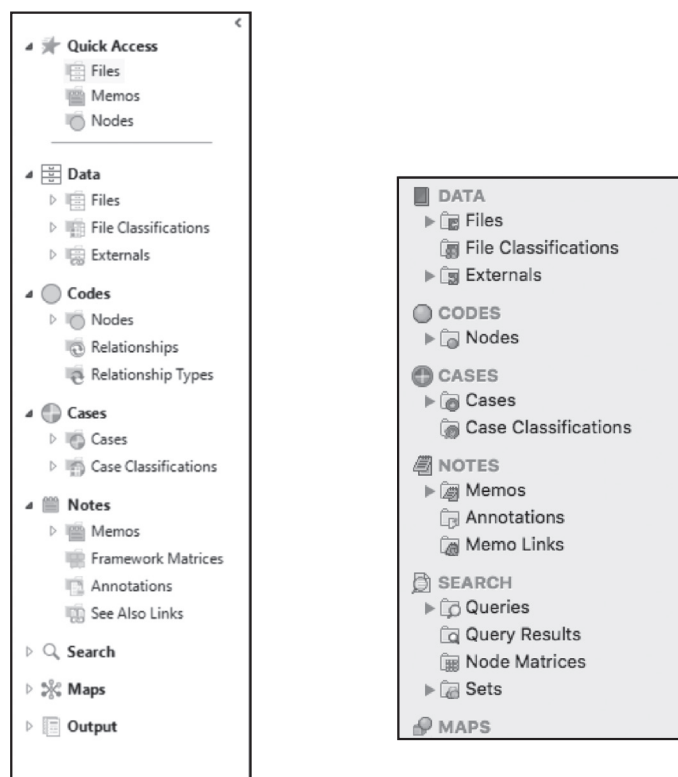 Quick Access
Files
Memos
Nodes
Data
Files
File Classifications
Externals
Codes
Nodes
Relationships
Relationship Types
Cases
Cases
Case Classifications
Notes
Memos
Framework Matrices
Annotations
See Also Links
Search
Maps
Output
DATA
Files
File Classifications
Externals
CODES
Nodes
CASES
Cases
Case Classifications
NOTES
Memos
Annotations
Memo Links
SEARCH
Queries
Query Results
Node Matrices
Sets
MAPS